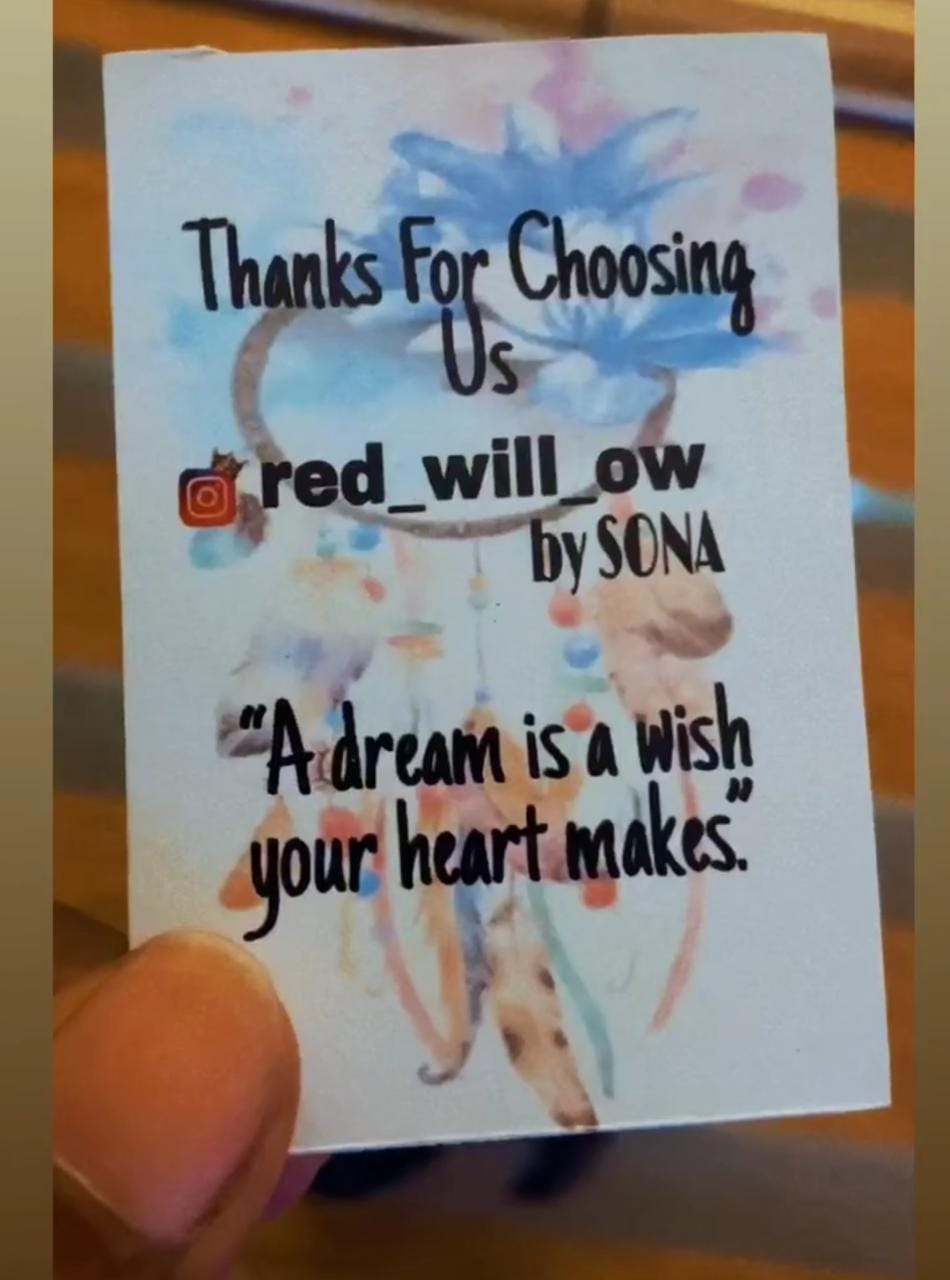 Thanks For Choosing
Us
red_will_ow
by SONA
"A dream is a wish
your heart makes."